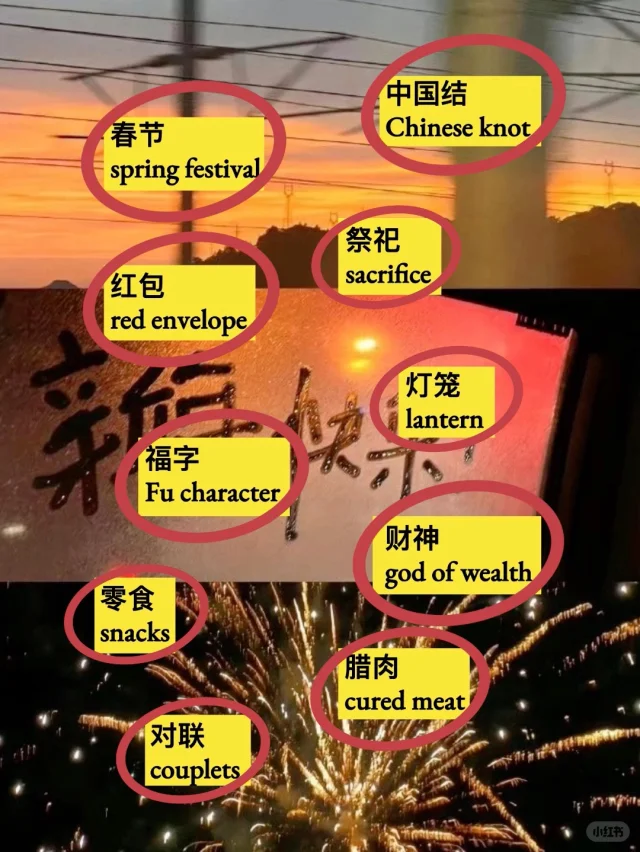 中国结
Chinese knot
春节
spring festival
祭祀
sacrifice
红包
red envelope
灯笼
lantern
新年快乐
福字
Fu character
财神
god of wealth
零食
snacks
腊肉
cured meat
对联
couplets
小红书